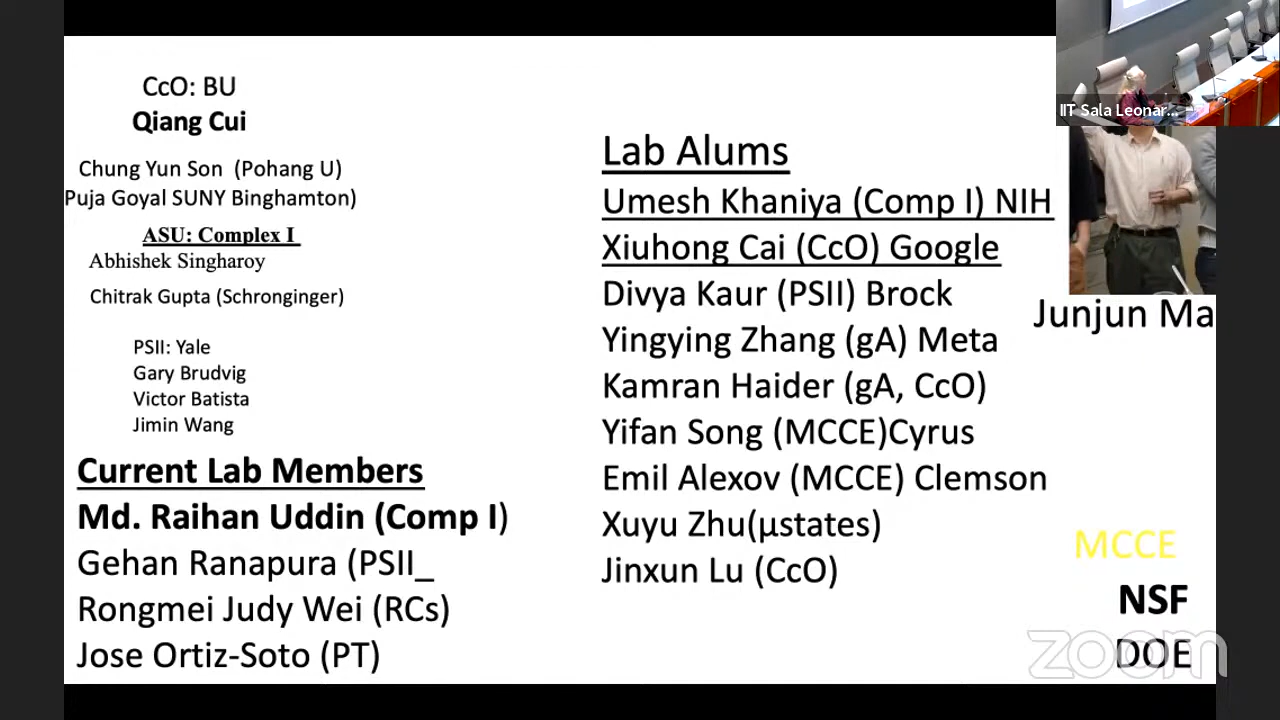 CcO: BU
Qiang Cui
Chung Yun Son (Pohang U)
Puja Goyal SUNY Binghamton)
ASU: Complex I
Abhishek Singharoy
Chitrak Gupta (Schronginger)
PSII: Yale
Gary Brudvig
Victor Batista
Jimin Wang
Current Lab Members
Md. Raihan Uddin (Comp I)
Gehan Ranapura (PSII_
Rongmei Judy Wei (RCs)
Jose Ortiz-Soto (PT)
Lab Alums
Umesh Khaniya (Comp I) NIH
Xiuhong Cai (CcO) Google
Divya Kaur (PSII) Brock
Yingying Zhang (gA) Meta
Kamran Haider (gA, CcO)
Yifan Song (MCCE)Cyrus
Emil Alexov (MCCE) Clemson
Xuyu Zhu(µstates)
Jinxun Lu (CcO)
IIT Sala Leonar...
Junjun Ma
MCCE
NSF
DOE
zoom